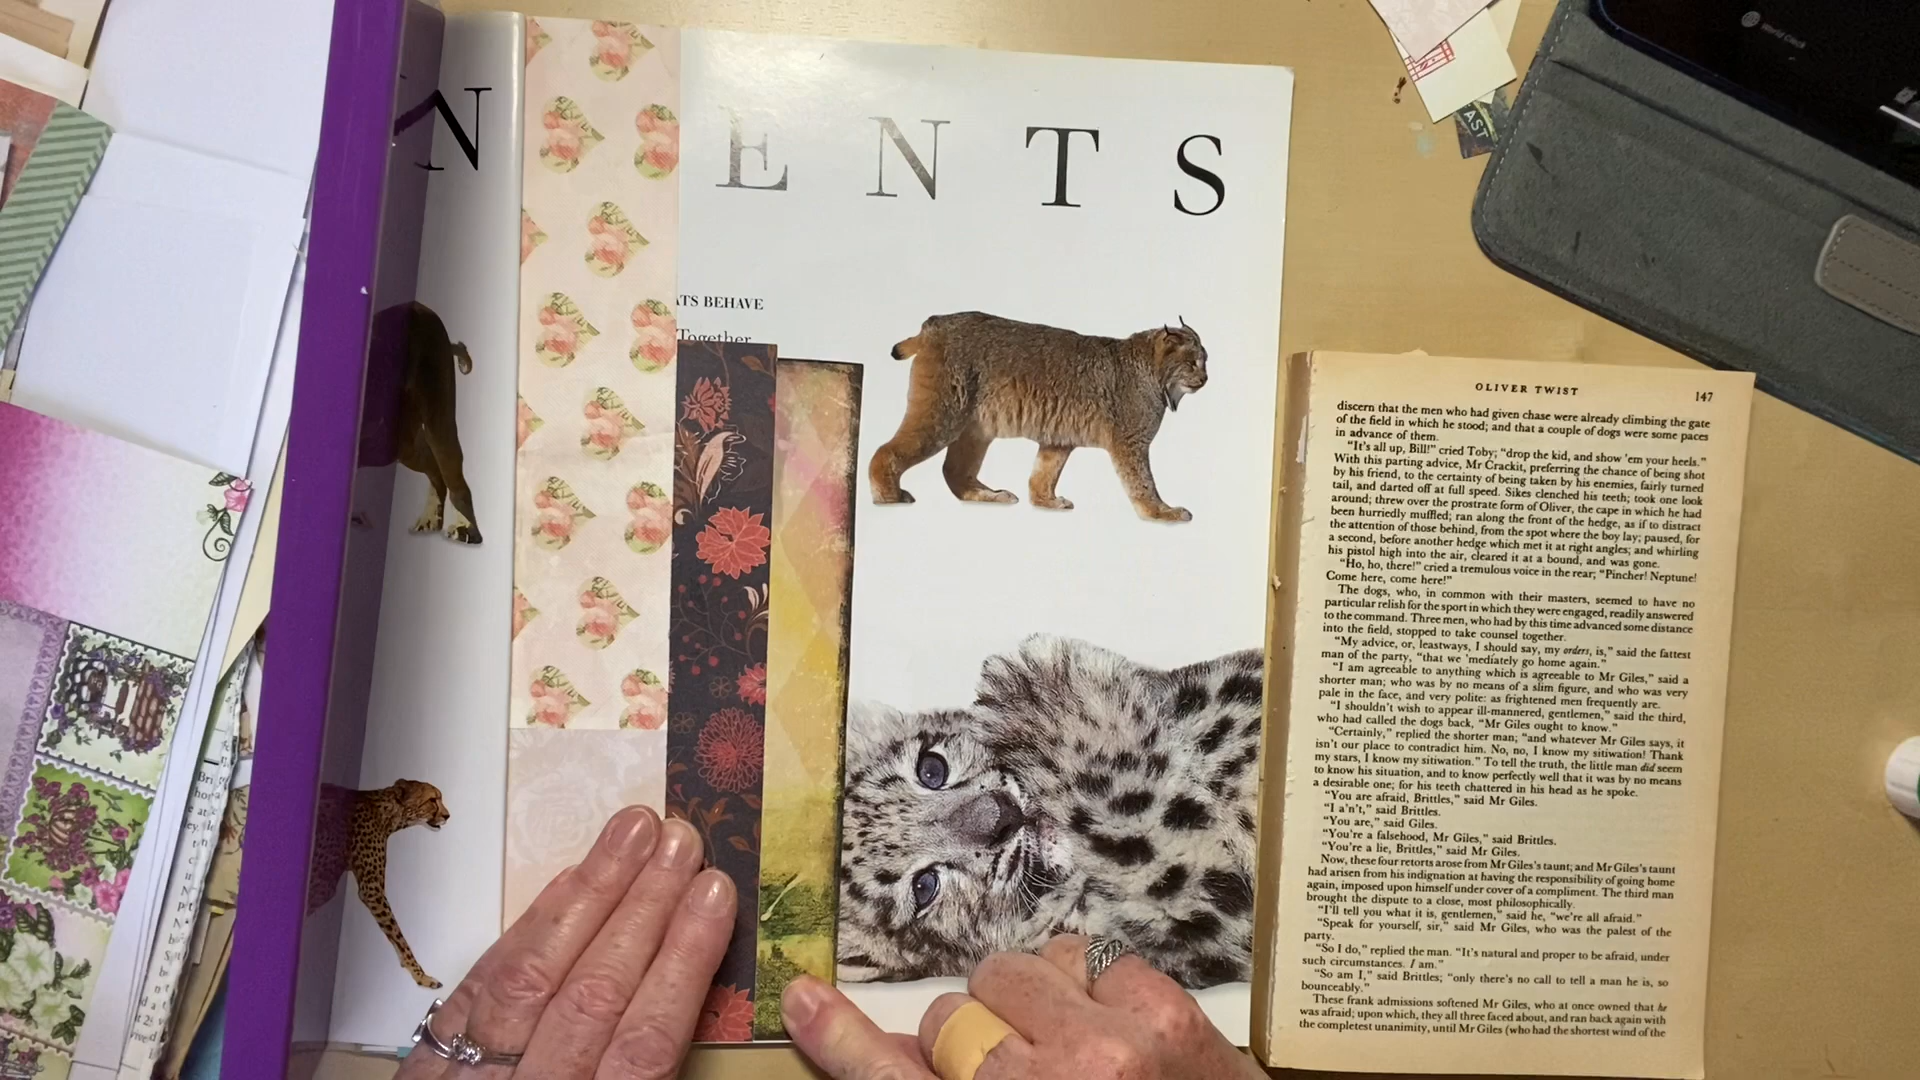 N ENTS
ATS BEHAVE
Together
World Clock
AST
OLIVER TWIST 147
discern that the men who had given chase were already climbing the gate
of the field in which he stood; and that a couple of dogs were some paces
in advance of them.
"It's all up, Bill!" cried Toby; "drop the kid, and show 'em your heels."
With this parting advice, Mr Crackit, preferring the chance of being shot
by his friend, to the certainty of being taken by his enemies, fairly turned
tail, and darted off at full speed. Sikes clenched his teeth; took one look
around; threw over the prostrate form of Oliver, the cape in which he had
been hurriedly muffled; ran along the front of the hedge, as if to distract
the attention of those behind, from the spot where the boy lay; paused, for
a second, before another hedge which met it at right angles; and whirling
his pistol high into the air, cleared it at a bound, and was gone.
"Ho, ho, there!" cried a tremulous voice in the rear; "Pincher! Neptune!
Come here, come here!"
The dogs, who, in common with their masters, seemed to have no
particular relish for the sport in which they were engaged, readily answered
to the command. Three men, who had by this time advanced some distance
into the field, stopped to take counsel together.
"My advice, or, leastways, I should say, my orders, is," said the fattest
man of the party, "that we 'mediately go home again."
"I am agreeable to anything which is agreeable to Mr Giles," said a
shorter man; who was by no means of a slim figure, and who was very
pale in the face, and very polite: as frightened men frequently are.
"I shouldn't wish to appear ill-mannered, gentlemen," said the third,
who had called the dogs back, "Mr Giles ought to know."
"Certainly," replied the shorter man; "and whatever Mr Giles says, it
isn't our place to contradict him. No, no, I know my sitiwation! Thank
my stars, I know my sitiwation." To tell the truth, the little man did seem
to know his situation, and to know perfectly well that it was by no means
a desirable one; for his teeth chattered in his head as he spoke.
"You are afraid, Brittles," said Mr Giles.
"I a'n't," said Brittles.
"You are," said Giles.
"You're a falsehood, Mr Giles," said Brittles.
"You're a lie, Brittles," said Mr Giles.
Now, these four retorts arose from Mr Giles's taunt; and Mr Giles's taunt
had arisen from his indignation at having the responsibility of going home
again, imposed upon himself under cover of a compliment. The third man
brought the dispute to a close, most philosophically.
"I'll tell you what it is, gentlemen," said he, "we're all afraid."
"Speak for yourself, sir," said Mr Giles, who was the palest of the
party.
"So I do," replied the man. "It's natural and proper to be afraid, under
such circumstances. I am."
"So am I," said Brittles; "only there's no call to tell a man he is, so
bounceably."
These frank admissions softened Mr Giles, who at once owned that he
was afraid; upon which, they all three faced about, and ran back again with
the completest unanimity, until Mr Giles (who had the shortest wind of the